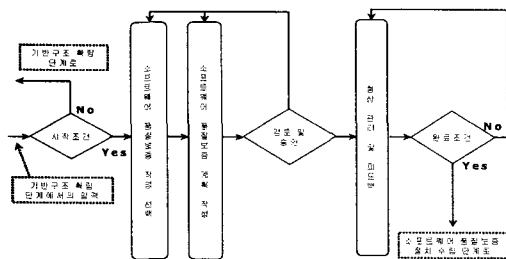 기반구조 확립
단계로
No
시작조건
Yes
기반구조 확립
단계에서의 입력
소프트웨어 품질보증 작업 선택
소프트웨어 품질보증 계획 작성
검토 및
승인
형상 관리 및 피드백
완료조건
No
Yes
소프트웨어 품질보증
절차 수립 단계로